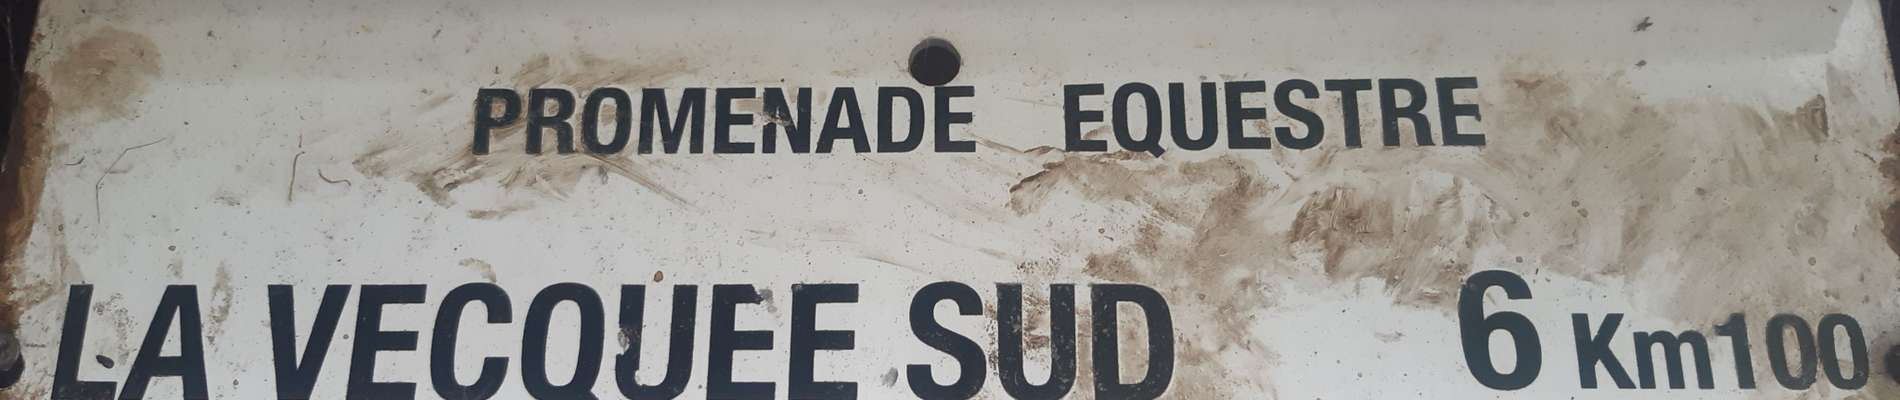 PROMENADE EQUESTRE
LA VECQUEE SUD 6 Km100